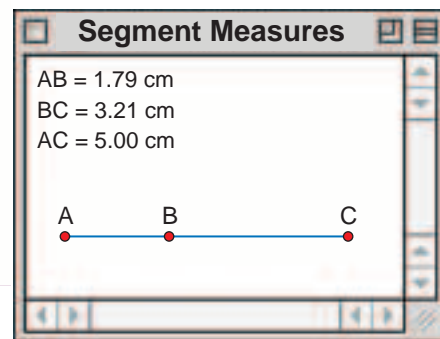 Segment Measures
AB = 1.79 cm
BC = 3.21 cm
AC = 5.00 cm
A B C